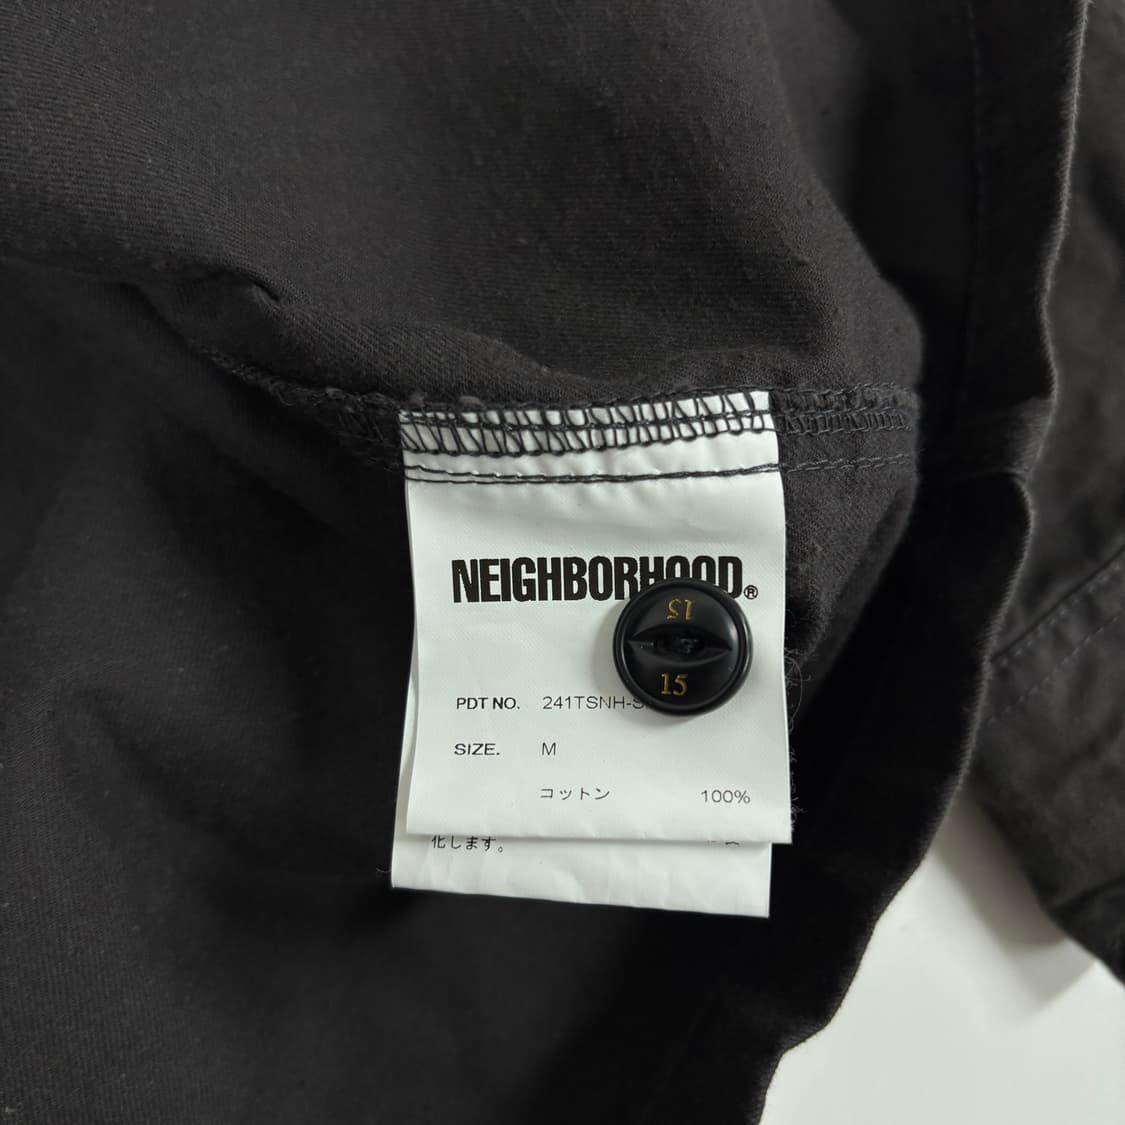 NEIGHBORHOOD®
15
15
PDT NO. 241TSNH-
SIZE. M
コットン 100%
化します。